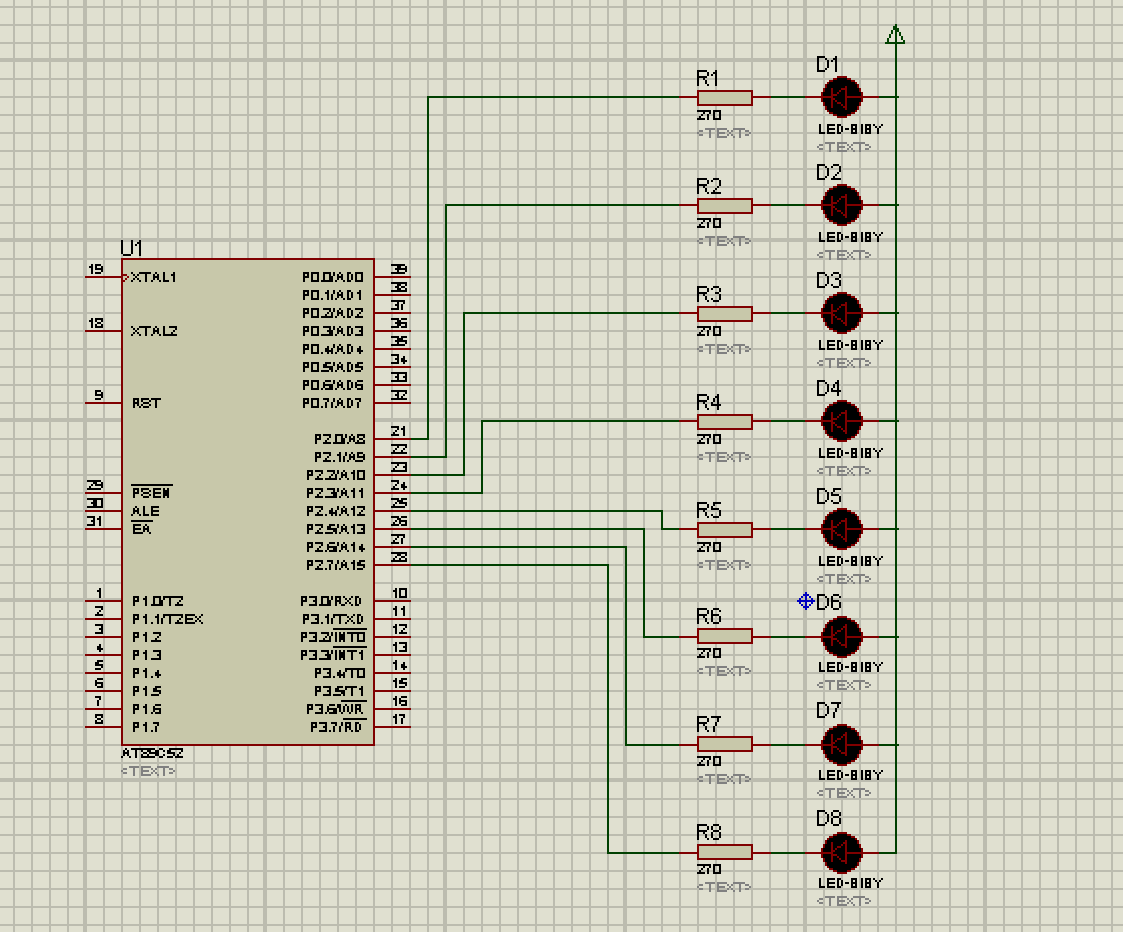 U1
19
XTAL1
18
XTAL2
9
RST
29
PSEN
30
ALE
31
EA
1
P1.0/T2
2
P1.1/T2EX
3
P1.2
4
P1.3
5
P1.4
6
P1.5
7
P1.6
8
P1.7
P0.0/AD0
39
P0.1/AD1
38
P0.2/AD2
37
P0.3/AD3
36
P0.4/AD4
35
P0.5/AD5
34
P0.6/AD6
33
P0.7/AD7
32
P2.0/A8
21
P2.1/A9
22
P2.2/A10
23
P2.3/A11
24
P2.4/A12
25
P2.5/A13
26
P2.6/A14
27
P2.7/A15
28
P3.0/RXD
10
P3.1/TXD
11
P3.2/INT0
12
P3.3/INT1
13
P3.4/T0
14
P3.5/T1
15
P3.6/WR
16
P3.7/RD
17
AT89C52
<TEXT>
R1
270
<TEXT>
D1
LED-BIBY
<TEXT>
R2
270
<TEXT>
D2
LED-BIBY
<TEXT>
R3
270
<TEXT>
D3
LED-BIBY
<TEXT>
R4
270
<TEXT>
D4
LED-BIBY
<TEXT>
R5
270
<TEXT>
D5
LED-BIBY
<TEXT>
R6
270
<TEXT>
D6
LED-BIBY
<TEXT>
R7
270
<TEXT>
D7
LED-BIBY
<TEXT>
R8
270
<TEXT>
D8
LED-BIBY
<TEXT>